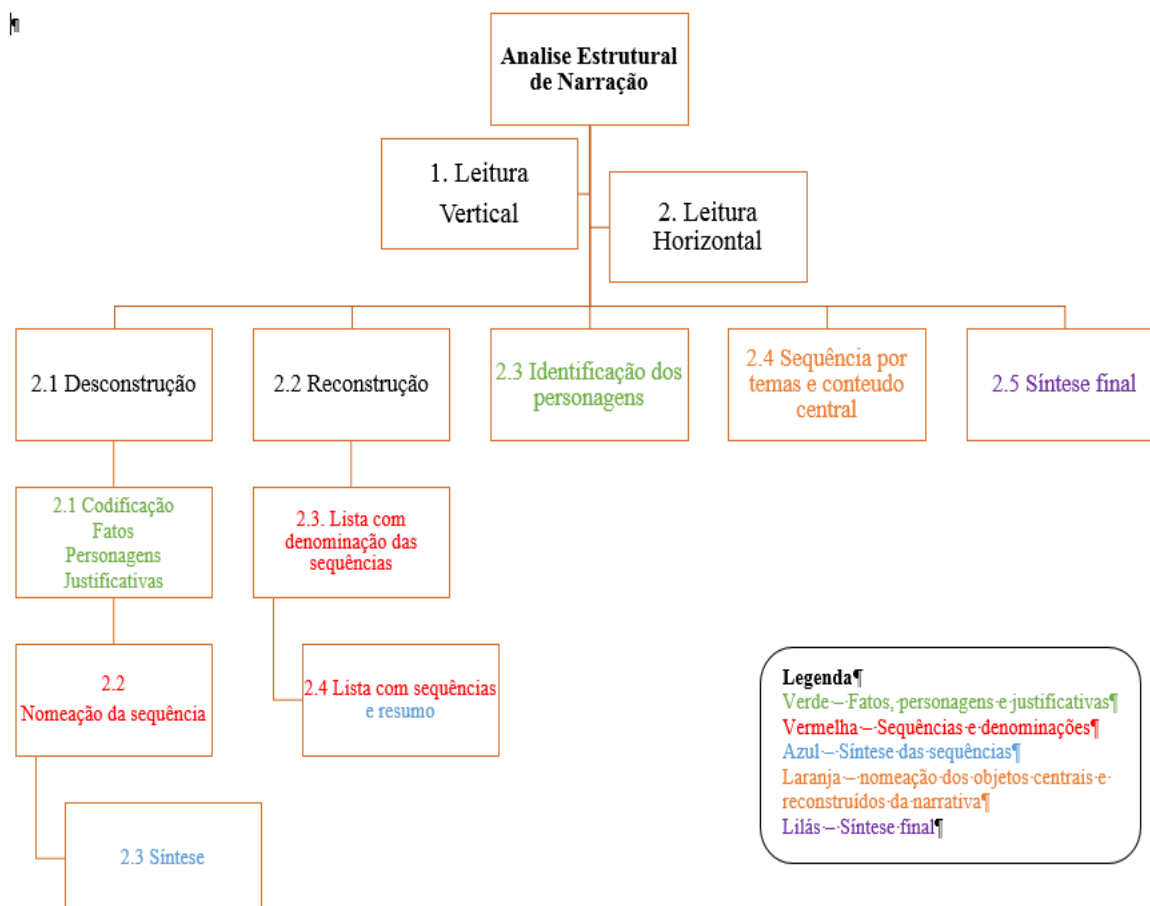 ¶
Analise Estrutural
de Narração
1. Leitura
Vertical
2. Leitura
Horizontal
2.1 Desconstrução
2.2 Reconstrução
2.3 Identificação dos
personagens
2.4 Sequência por
temas e conteudo
central
2.5 Síntese final
2.1 Codificação
Fatos
Personagens
Justificativas
2.3. Lista com
denominação das
sequências
2.2
Nomeação da sequência
2.4 Lista com sequências
e resumo
2.3 Síntese
Legenda¶
Verde·–·Fatos,·personagens·e·justificativas¶
Vermelha·–·Sequências·e·denominações¶
Azul·–·Síntese·das·sequências¶
Laranja·–·nomeação·dos·objetos·centrais·e·
reconstruídos·da·narrativa¶
Lilás·–·Síntese·final¶